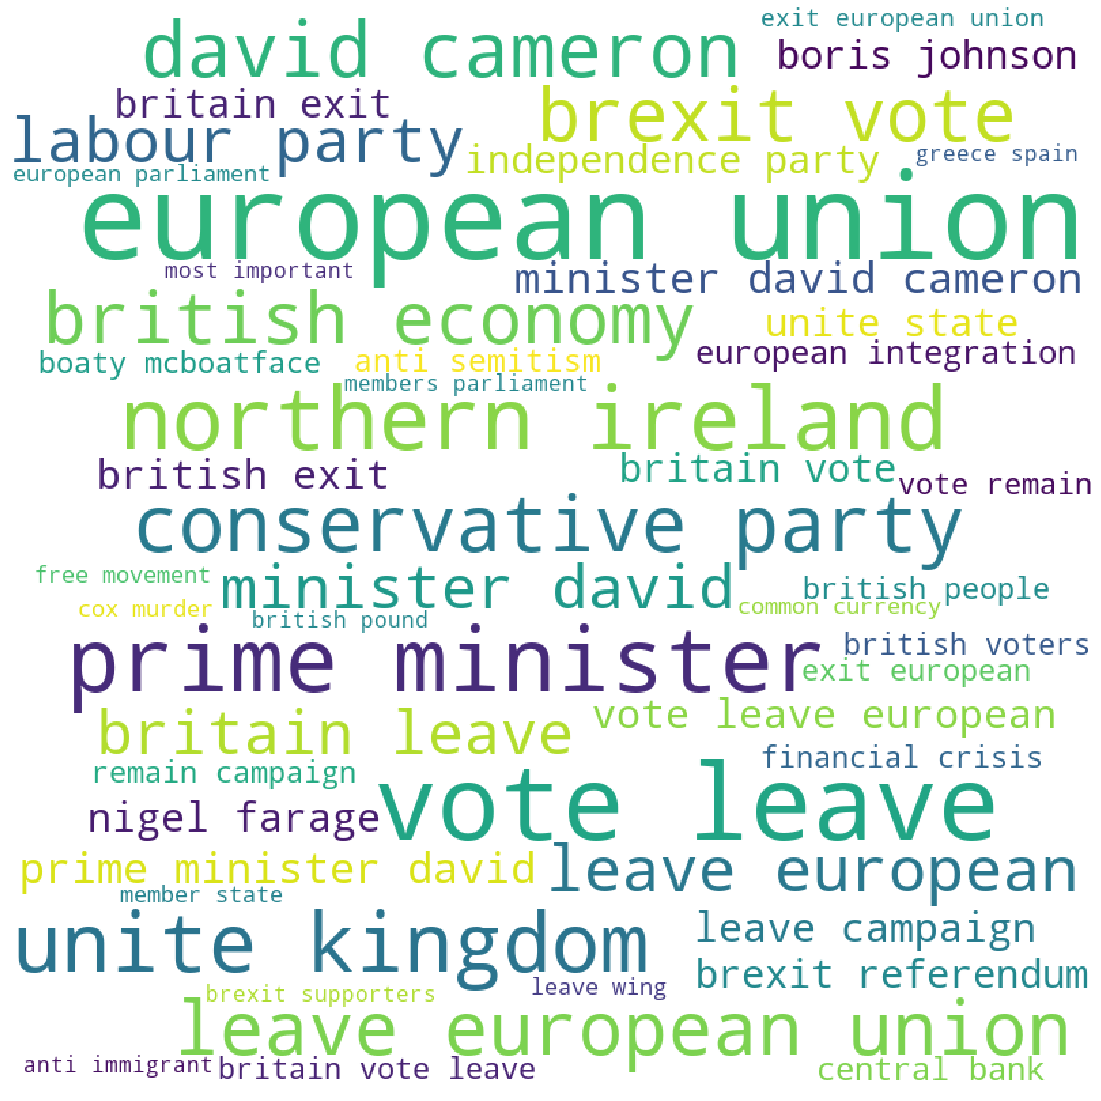 exit european union
david cameron
boris johnson
britain exit
brexit vote
labour party
independence party
greece spain
european parliament
european union
most important
minister david cameron
british economy
unite state
european integration
boaty mcboatface
anti semitism
members parliament
northern ireland
british exit
britain vote
vote remain
conservative party
free movement
minister david
british people
cox murder
common currency
british pound
prime minister
british voters
exit european
britain leave
vote leave european
financial crisis
remain campaign
vote leave
nigel farage
prime minister david
leave european
member state
unite kingdom
leave campaign
brexit referendum
leave wing
brexit supporters
leave european union
anti immigrant
britain vote leave
central bank